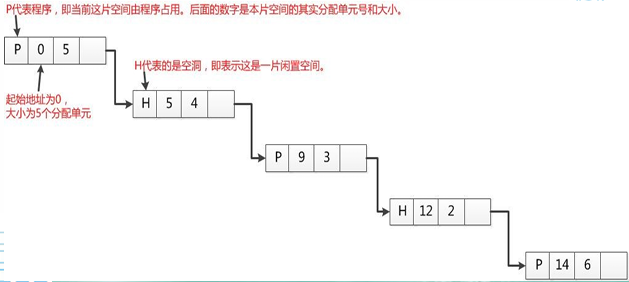 P代表程序，即当前这片空间由程序占用。后面的数字是本片空间的其实分配单元号和大小。
P 0 5
H代表的是空洞，即表示这是一片闲置空间。
起始地址为0，
大小为5个分配单元
H 5 4
P 9 3
H 12 2
P 14 6